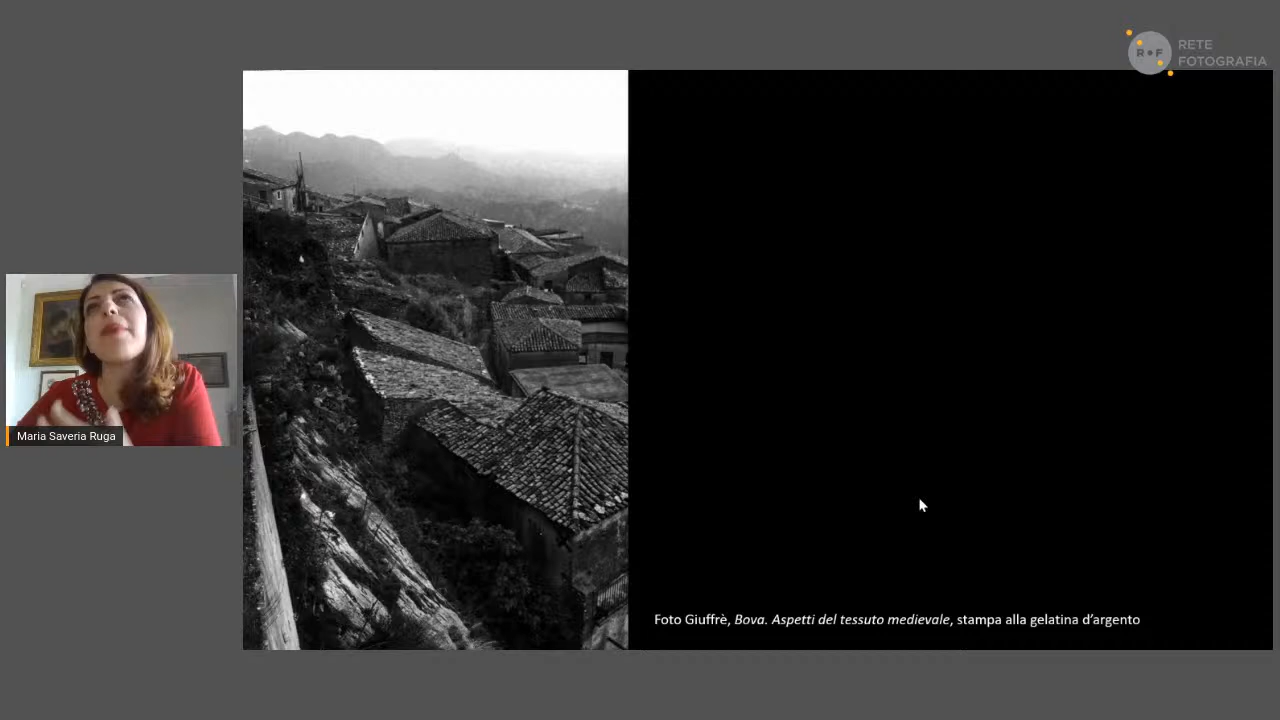 R●F
RETE
FOTOGRAFIA
Maria Saveria Ruga
Foto Giuffrè, Bova. Aspetti del tessuto medievale, stampa alla gelatina d'argento